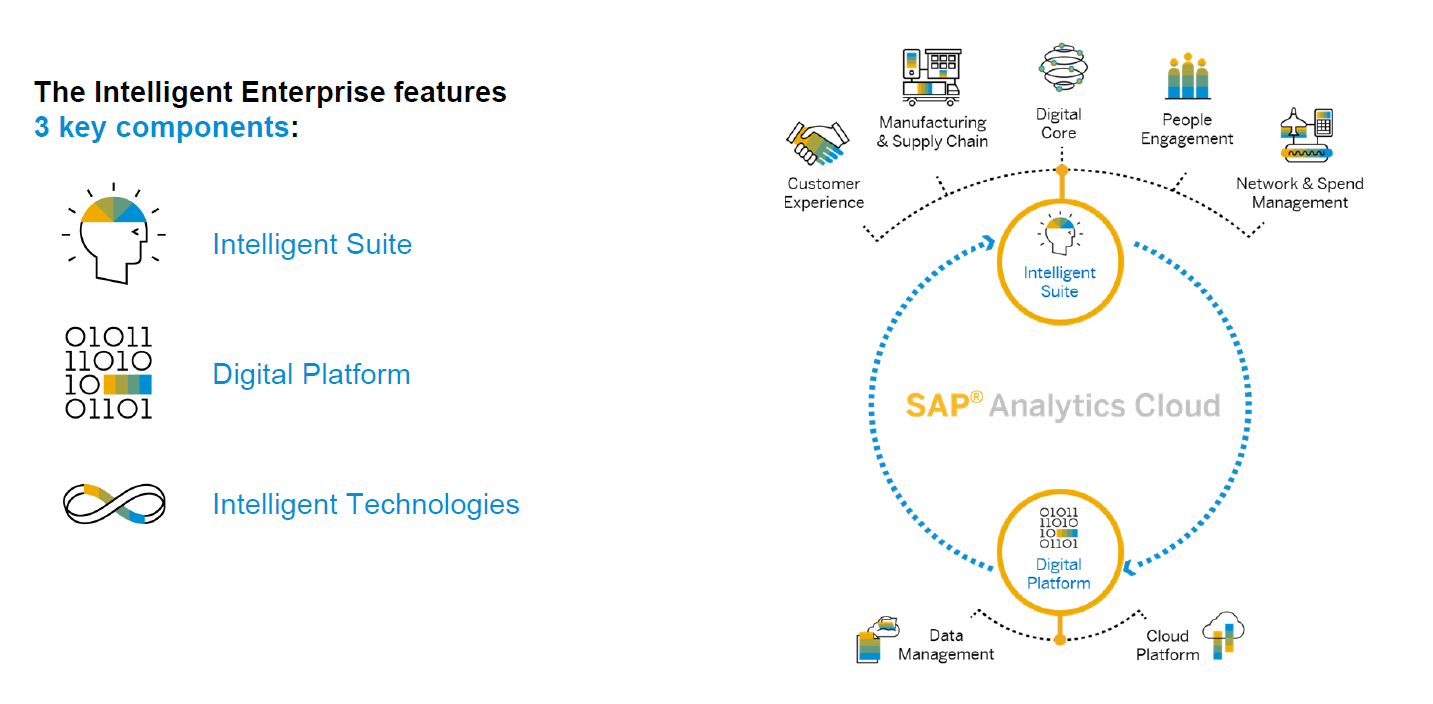 The Intelligent Enterprise features
3 key components:
Intelligent Suite
01011
11010
10
01101
Digital Platform
Intelligent Technologies
Customer
Experience
Manufacturing
& Supply Chain
Digital
Core
People
Engagement
Network & Spend
Management
Intelligent
Suite
SAP® Analytics Cloud
01011
11010
10
01101
Digital
Platform
Data
Management
Cloud
Platform